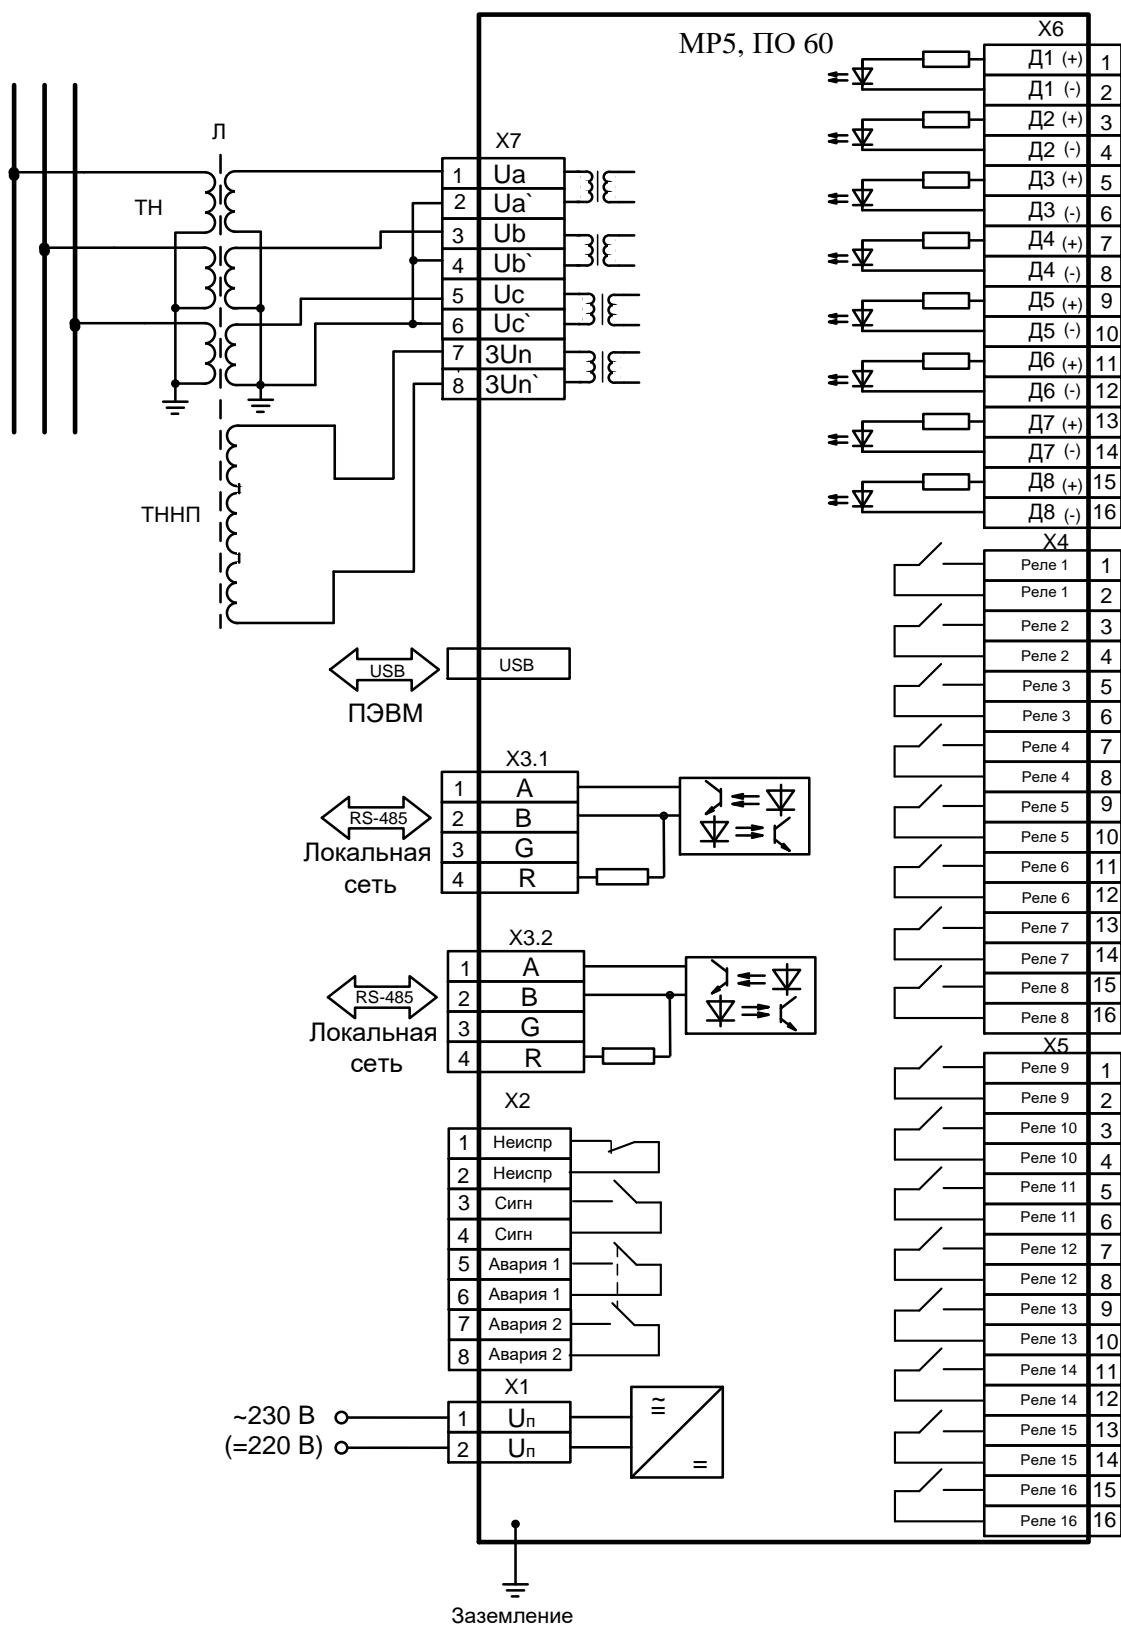 МР5, ПО 60
X6
Д1 (+) 1
Д1 (-) 2
Д2 (+) 3
Д2 (-) 4
Д3 (+) 5
Д3 (-) 6
Д4 (+) 7
Д4 (-) 8
Д5 (+) 9
Д5 (-) 10
Д6 (+) 11
Д6 (-) 12
Д7 (+) 13
Д7 (-) 14
Д8 (+) 15
Д8 (-) 16
Л
ТН
ТННП
X7
1 Ua
2 Ua`
3 Ub
4 Ub`
5 Uc
6 Uc`
7 3Un
8 3Un`
X4
Реле 1 1
Реле 1 2
Реле 2 3
Реле 2 4
Реле 3 5
Реле 3 6
Реле 4 7
Реле 4 8
Реле 5 9
Реле 5 10
Реле 6 11
Реле 6 12
Реле 7 13
Реле 7 14
Реле 8 15
Реле 8 16
USB
USB
ПЭВМ
X3.1
1 A
2 B
3 G
4 R
RS-485
Локальная
сеть
X3.2
1 A
2 B
3 G
4 R
RS-485
Локальная
сеть
X5
Реле 9 1
Реле 9 2
Реле 10 3
Реле 10 4
Реле 11 5
Реле 11 6
Реле 12 7
Реле 12 8
Реле 13 9
Реле 13 10
Реле 14 11
Реле 14 12
Реле 15 13
Реле 15 14
Реле 16 15
Реле 16 16
X2
1 Неиспр
2 Неиспр
3 Сигн
4 Сигн
5 Авария 1
6 Авария 1
7 Авария 2
8 Авария 2
X1
~230 В 1 Uп
(=220 В) 2 Uп
≅
=
Заземление